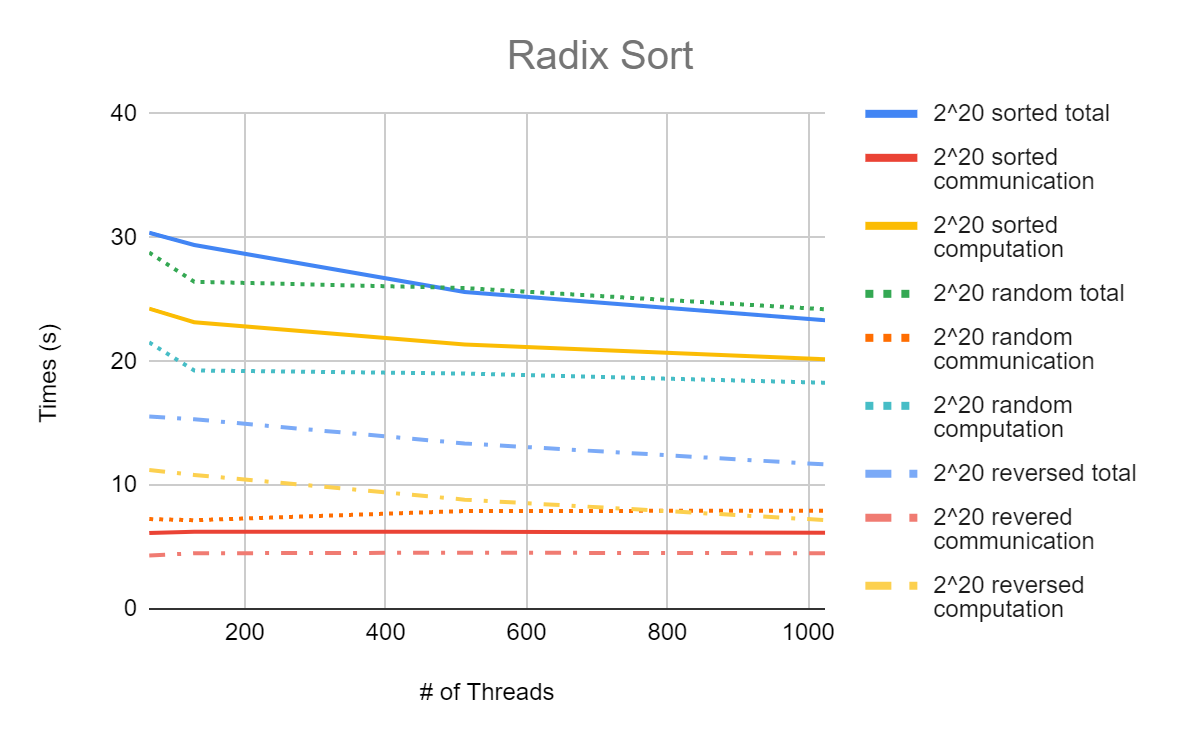 Radix Sort
40
30
20
10
0
Times (s)
200
400
600
800
1000
# of Threads
2^20 sorted total
2^20 sorted
communication
2^20 sorted
computation
2^20 random total
2^20 random
communication
2^20 random
computation
2^20 reversed total
2^20 revered
communication
2^20 reversed
computation